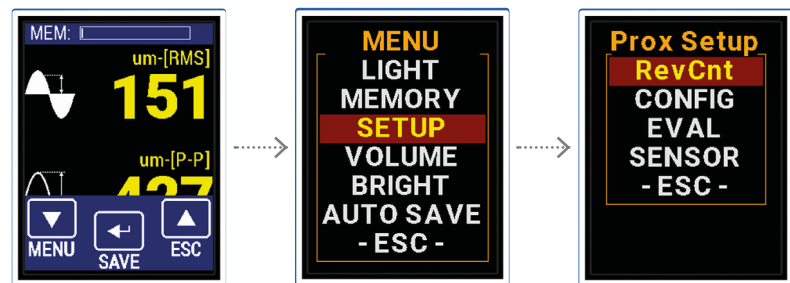 MEM:
um-[RMS]
151
um-[P-P]
427
MENU
SAVE
ESC
MENU
LIGHT
MEMORY
SETUP
VOLUME
BRIGHT
AUTO SAVE
- ESC -
Prox Setup
RevCnt
CONFIG
EVAL
SENSOR
- ESC -